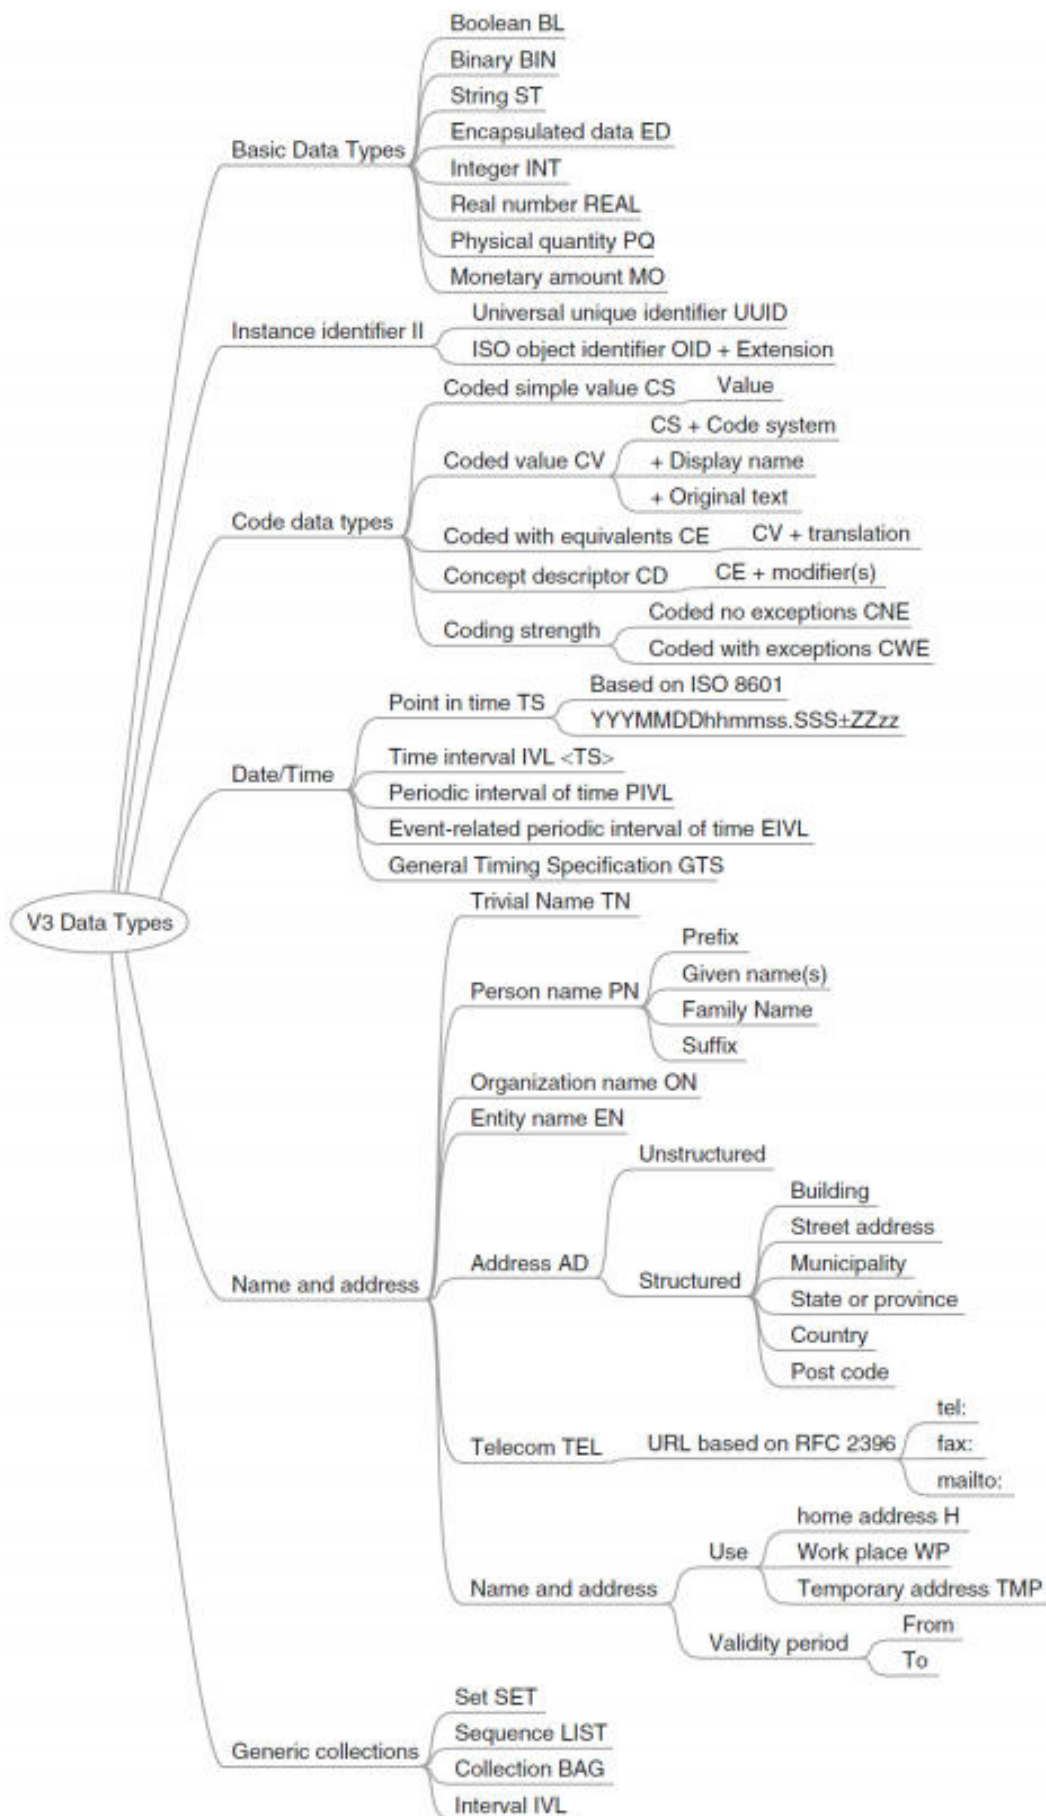 Boolean BL
Binary BIN
String ST
Encapsulated data ED
Basic Data Types
Integer INT
Real number REAL
Physical quantity PQ
Monetary amount MO
Universal unique identifier UUID
Instance identifier II
ISO object identifier OID + Extension
Coded simple value CS
Value
CS + Code system
Coded value CV
+ Display name
+ Original text
Code data types
Coded with equivalents CE
CV + translation
Concept descriptor CD
CE + modifier(s)
Coded no exceptions CNE
Coding strength
Coded with exceptions CWE
Based on ISO 8601
Point in time TS
YYYMMDDhhmmss.SSS±ZZzz
Time interval IVL <TS>
Date/Time
Periodic interval of time PIVL
Event-related periodic interval of time EIVL
General Timing Specification GTS
V3 Data Types
Trivial Name TN
Prefix
Given name(s)
Person name PN
Family Name
Suffix
Organization name ON
Entity name EN
Unstructured
Building
Street address
Address AD
Municipality
Structured
Name and address
State or province
Country
Post code
tel:
Telecom TEL
URL based on RFC 2396
fax:
mailto:
home address H
Use
Work place WP
Name and address
Temporary address TMP
From
Validity period
To
Set SET
Sequence LIST
Generic collections
Collection BAG
Interval IVL